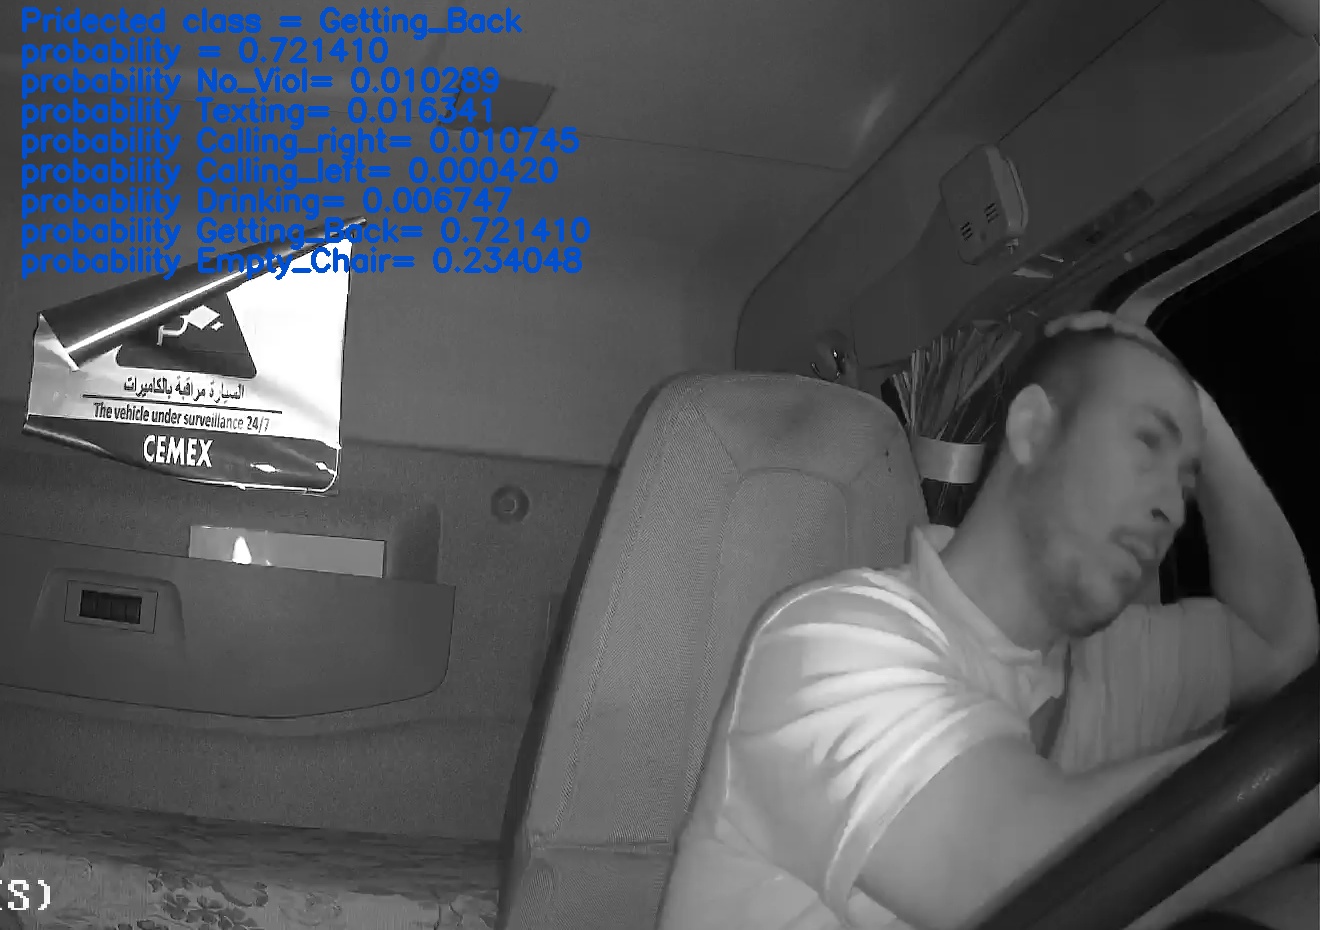 Pridected class = Getting_Back
probability = 0.721410
probability No_Viol= 0.010289
probability Texting= 0.016341
probability Calling_right= 0.010745
probability Calling_left= 0.000420
probability Drinking= 0.006747
probability Getting_Back= 0.721410
probability Empty_Chair= 0.234048
السيارة مراقبة بالكاميرات
The vehicle under surveillance 24/7
CEMEX
S)